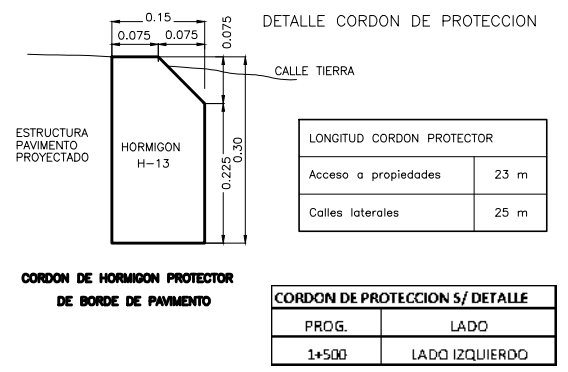 DETALLE CORDON DE PROTECCION
0.15
0.075 0.075
0.075
CALLE TIERRA
ESTRUCTURA
PAVIMENTO
PROYECTADO
HORMIGON
H-13
0.225
0.30
LONGITUD CORDON PROTECTOR
Acceso a propiedades 23 m
Calles laterales 25 m
CORDON DE HORMIGON PROTECTOR
DE BORDE DE PAVIMENTO
CORDON DE PROTECCION S/ DETALLE
PROG. LADO
1+500 LADO IZQUIERDO